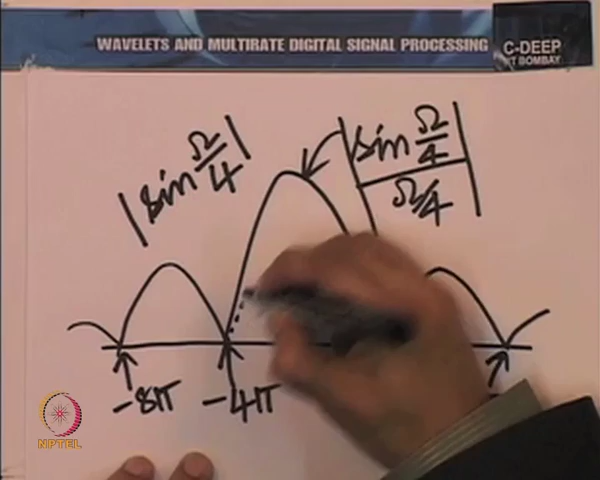 WAVELETS AND MULTIRATE DIGITAL SIGNAL PROCESSING
C-DEEP
IIT BOMBAY
|sin Ω/4|
|sin Ω/4 / Ω/4|
-8π -4π
NPTEL